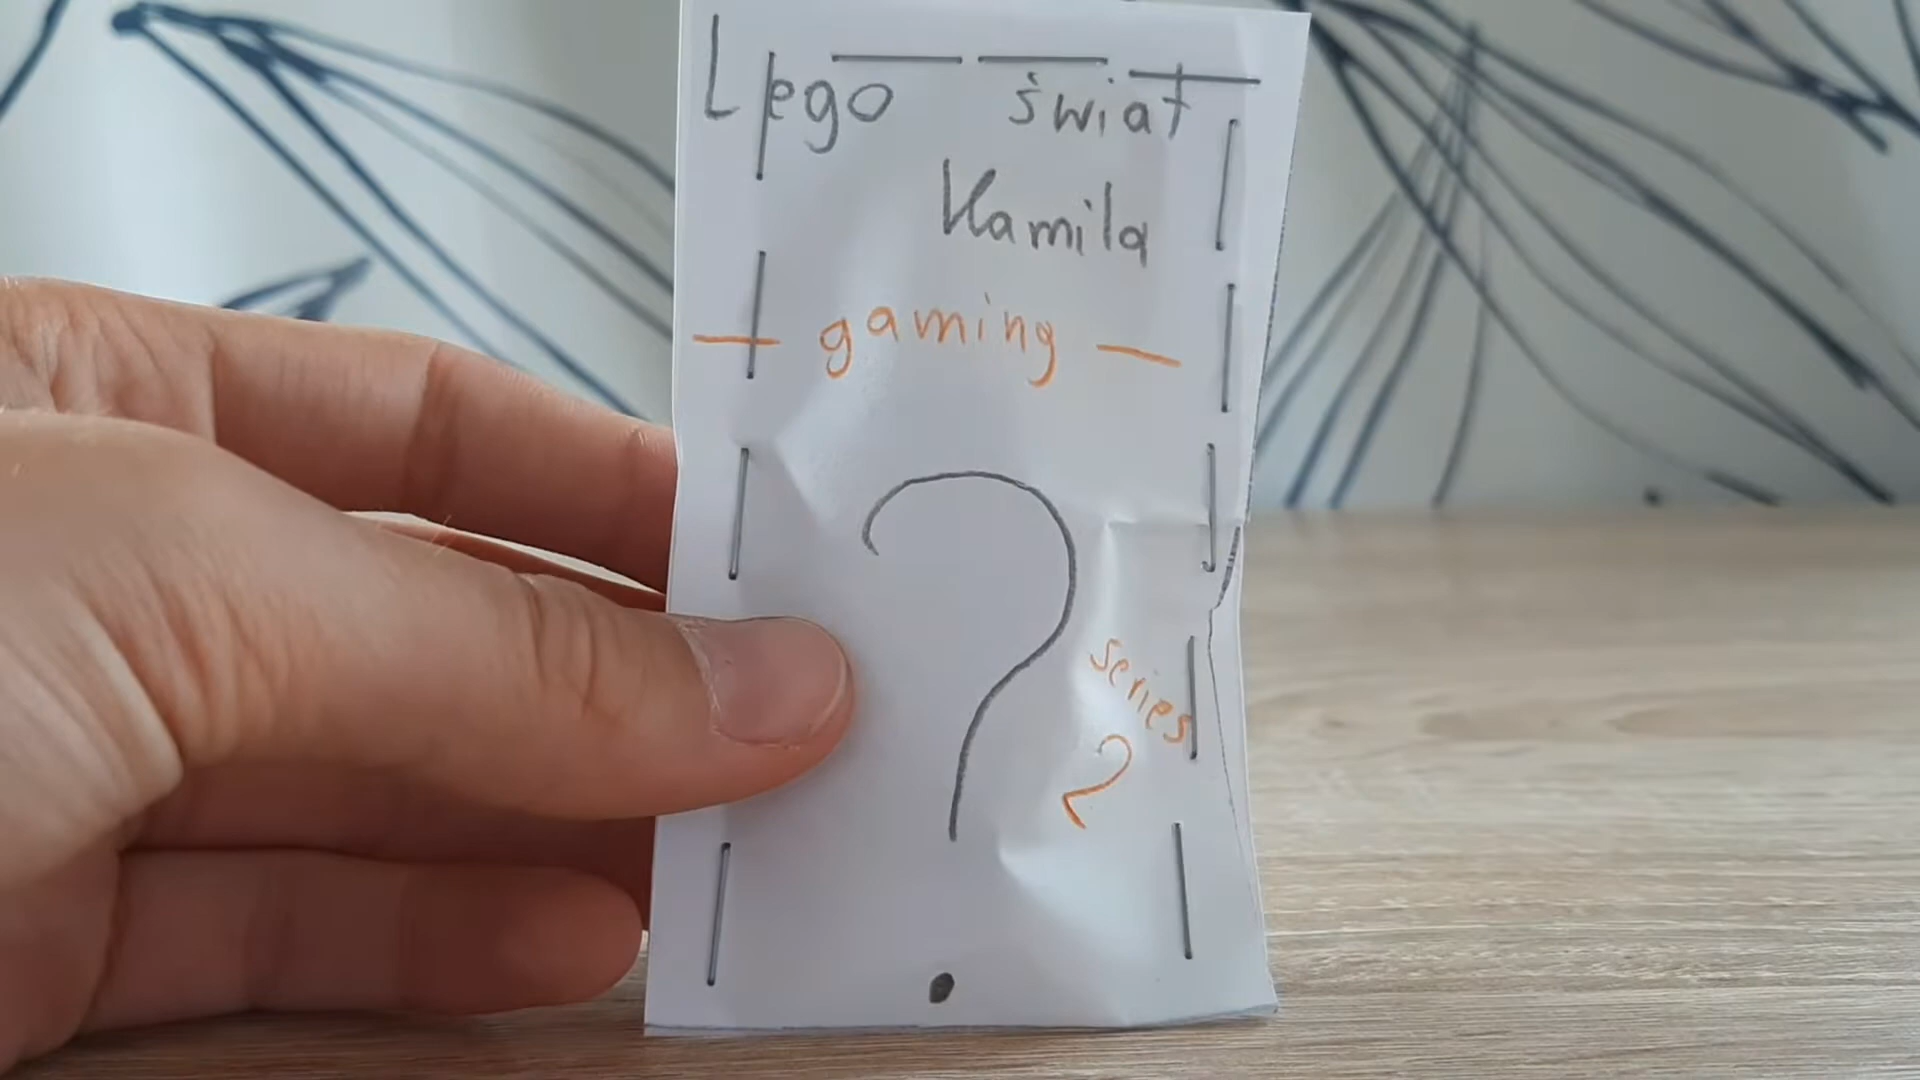 Lego świat
Kamila
- gaming -
?
series
2